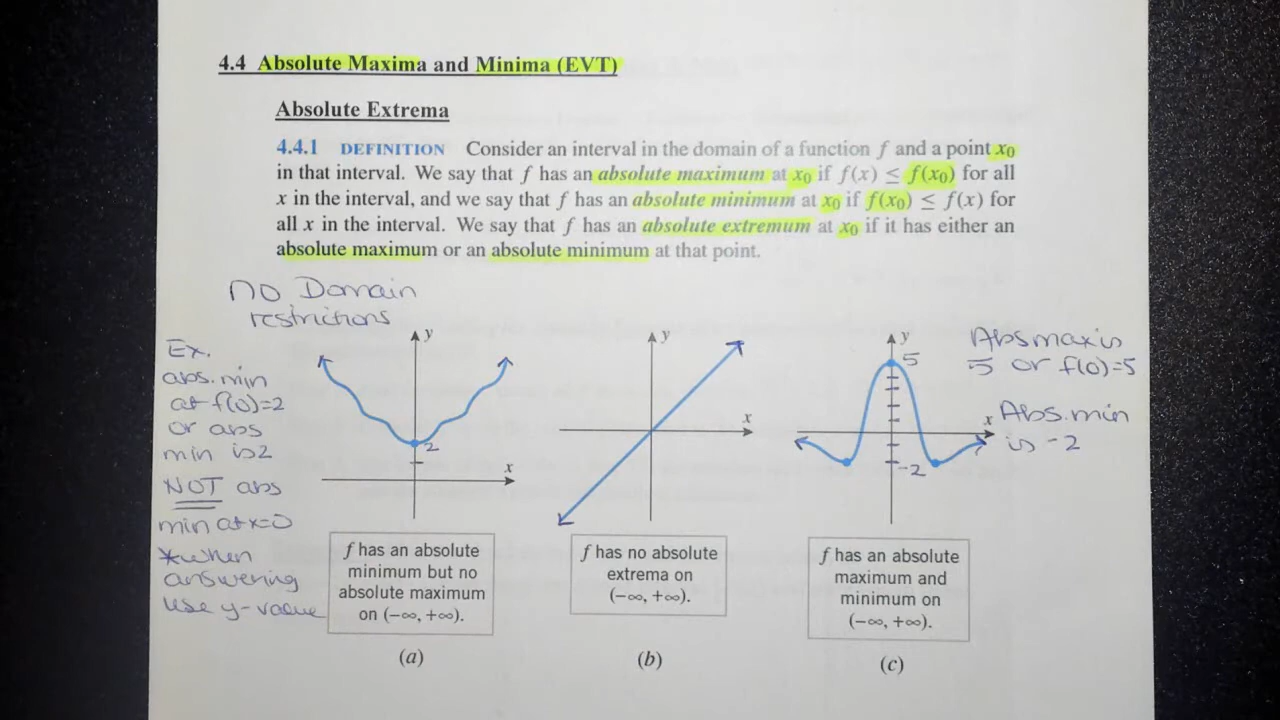 4.4 Absolute Maxima and Minima (EVT)
Absolute Extrema
4.4.1 DEFINITION Consider an interval in the domain of a function f and a point x₀
in that interval. We say that f has an absolute maximum at x₀ if f(x) ≤ f(x₀) for all
x in the interval, and we say that f has an absolute minimum at x₀ if f(x₀) ≤ f(x) for
all x in the interval. We say that f has an absolute extremum at x₀ if it has either an
absolute maximum or an absolute minimum at that point.
no Domain
restrictions
Ex.
abs. min
at f(0)=2
or abs
min is 2
NOT abs
min at x=0
*when
answering
use y-value
y
2
x
f has an absolute
minimum but no
absolute maximum
on (−∞, +∞).
(a)
y
x
f has no absolute
extrema on
(−∞, +∞).
(b)
y
5
x
-2
f has an absolute
maximum and
minimum on
(−∞, +∞).
(c)
Abs max is
5 or f(0)=5
Abs. min
is -2